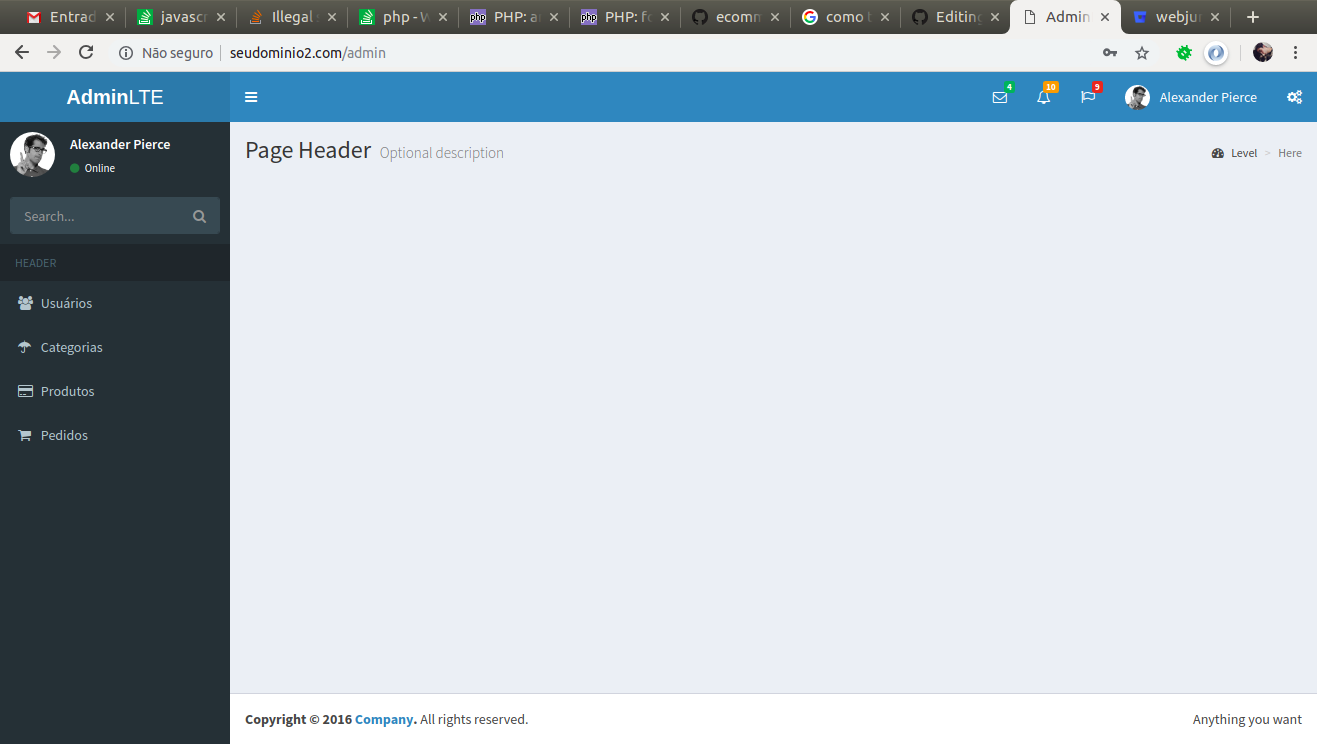 Entrad javascr Illegal php - W PHP: a PHP: fo ecomm como Editing Admin webjun
Não seguro seudominio2.com/admin
AdminLTE 4 10 9 Alexander Pierce
Alexander Pierce
Online
Page Header Optional description Level > Here
Search...
HEADER
Usuários
Categorias
Produtos
Pedidos
Copyright © 2016 Company. All rights reserved. Anything you want